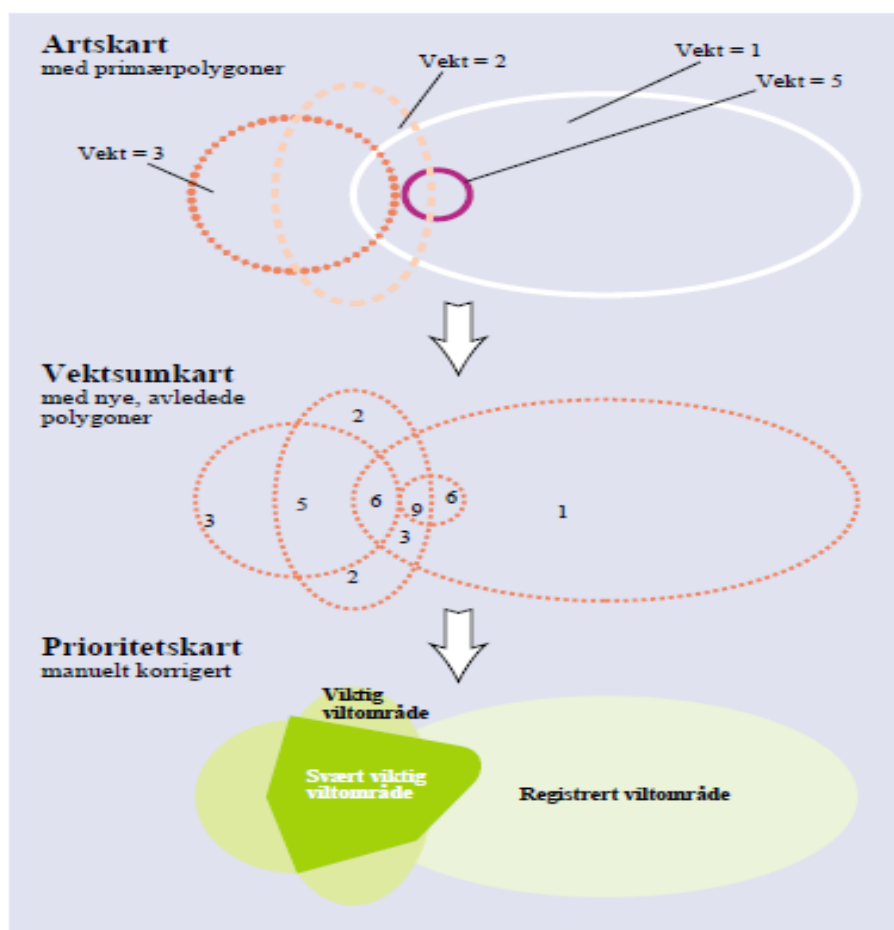 Artskart
med primærpolygoner
Vekt = 2
Vekt = 1
Vekt = 5
Vekt = 3
Vektsumkart
med nye, avledede
polygoner
2
3
5
6
9
6
1
3
2
Prioritetskart
manuelt korrigert
Viktig
viltområde
Svært viktig
viltområde
Registrert viltområde